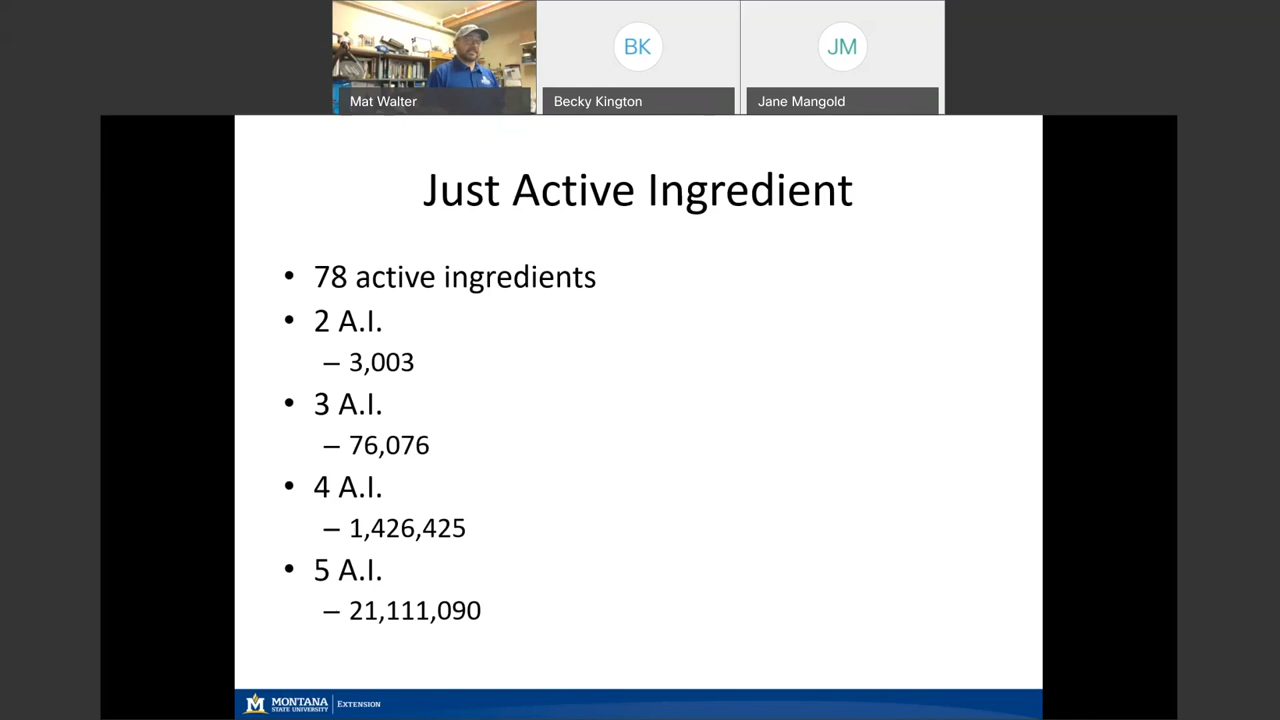 BK
JM
Mat Walter
Becky Kington
Jane Mangold
Just Active Ingredient
• 78 active ingredients
• 2 A.I.
– 3,003
• 3 A.I.
– 76,076
• 4 A.I.
– 1,426,425
• 5 A.I.
– 21,111,090
M MONTANA STATE UNIVERSITY | EXTENSION